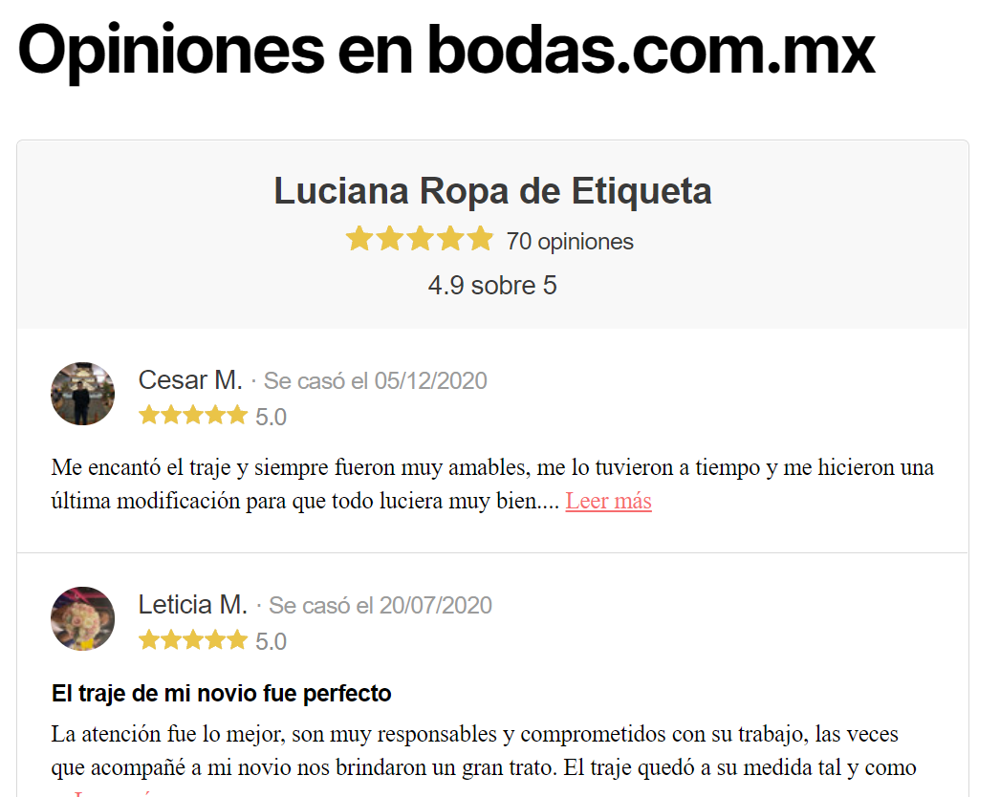 Opiniones en bodas.com.mx
Luciana Ropa de Etiqueta
70 opiniones
4.9 sobre 5
Cesar M. · Se casó el 05/12/2020
5.0
Me encantó el traje y siempre fueron muy amables, me lo tuvieron a tiempo y me hicieron una
última modificación para que todo luciera muy bien.... Leer más
Leticia M. · Se casó el 20/07/2020
5.0
El traje de mi novio fue perfecto
La atención fue lo mejor, son muy responsables y comprometidos con su trabajo, las veces
que acompañé a mi novio nos brindaron un gran trato. El traje quedó a su medida tal y como